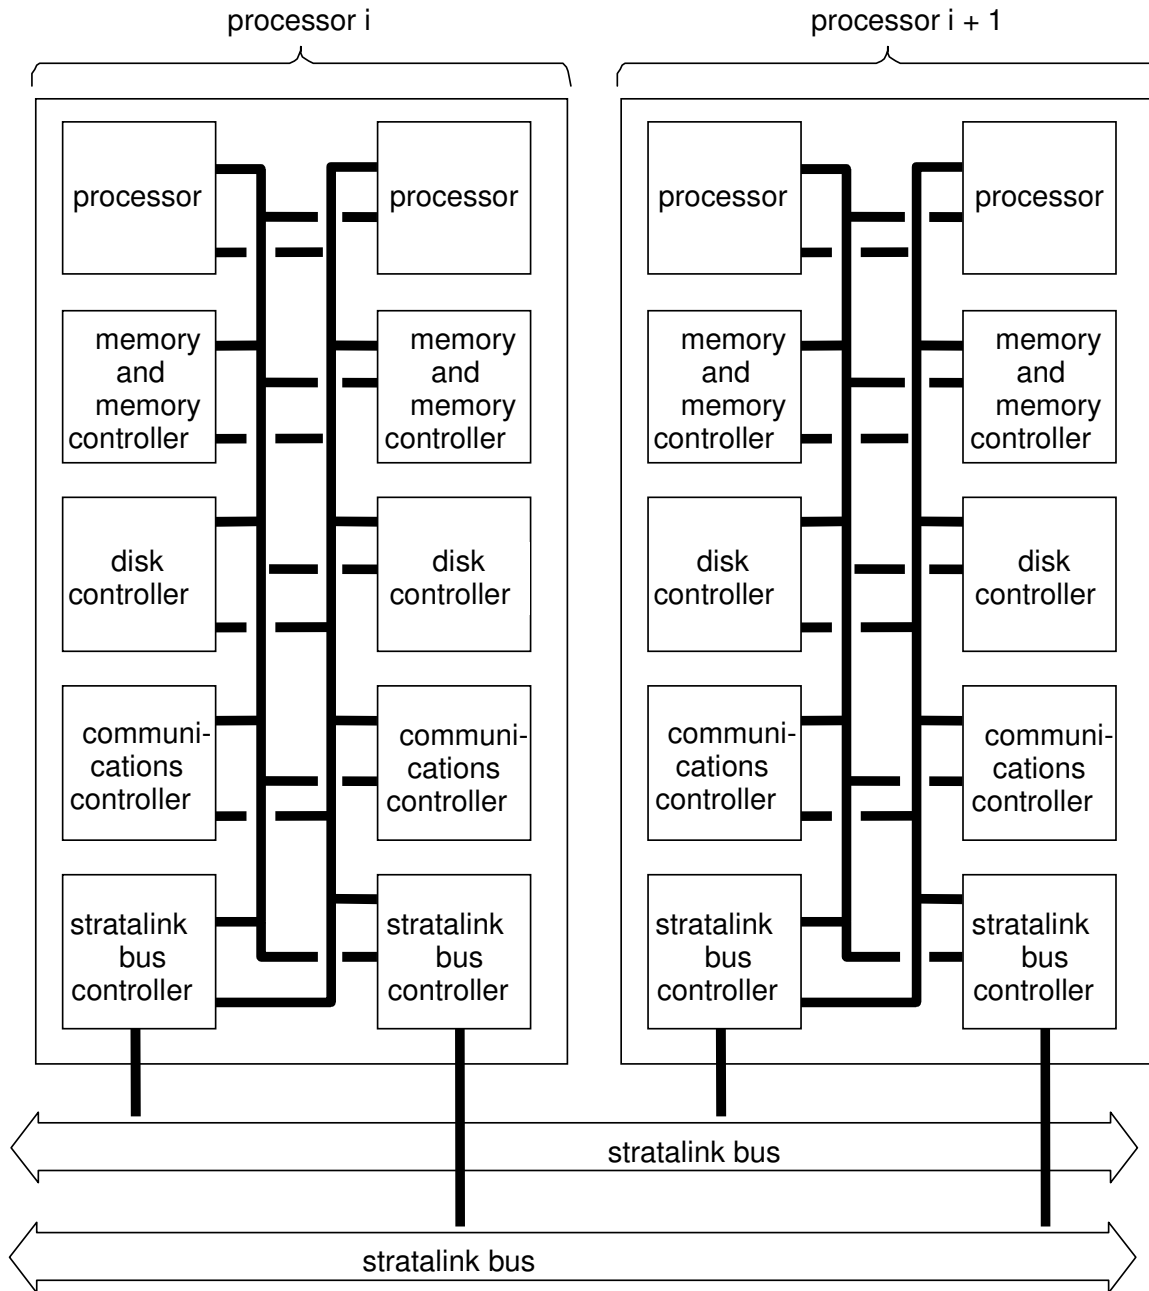 processor i
processor i + 1
processor
processor
processor
processor
memory
and
memory
controller
memory
and
memory
controller
memory
and
memory
controller
memory
and
memory
controller
disk
controller
disk
controller
disk
controller
disk
controller
communi-
cations
controller
communi-
cations
controller
communi-
cations
controller
communi-
cations
controller
stratalink
bus
controller
stratalink
bus
controller
stratalink
bus
controller
stratalink
bus
controller
stratalink bus
stratalink bus